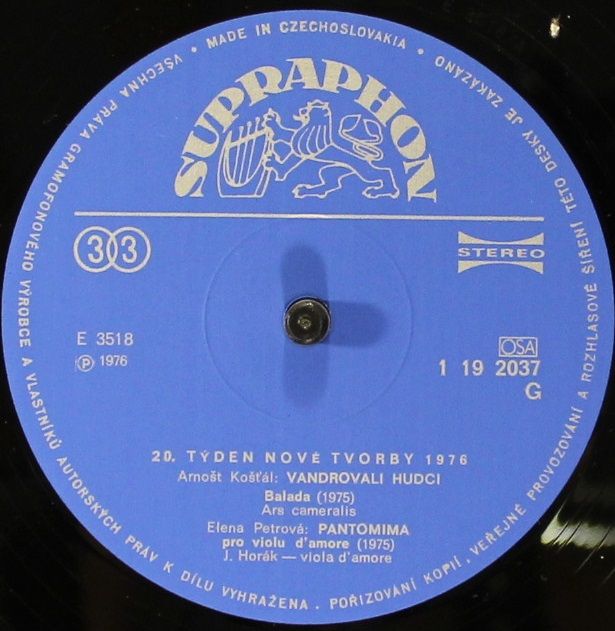 VŠECHNA PRÁVA GRAMOFONOVÉHO VÝROBCE A VLASTNÍKŮ AUTORSKÝCH PRÁV K DÍLU VYHRAŽENA . POŘIZOVÁNÍ KOPIÍ, VEŘEJNÉ PROVOZOVÁNÍ A ROZHLASOVÉ ŠÍŘENÍ TÉTO DESKY JE ZAKÁZÁNO • MADE IN CZECHOSLOVAKIA •
SUPRAPHON
33
STEREO
E 3518
℗ 1976
OSA
1 19 2037
G
20. TÝDEN NOVÉ TVORBY 1976
Arnošt Košťál: VANDROVALI HUDCI
Balada (1975)
Ars cameralis
Elena Petrová: PANTOMIMA
pro violu d'amore (1975)
J. Horák — viola d'amore